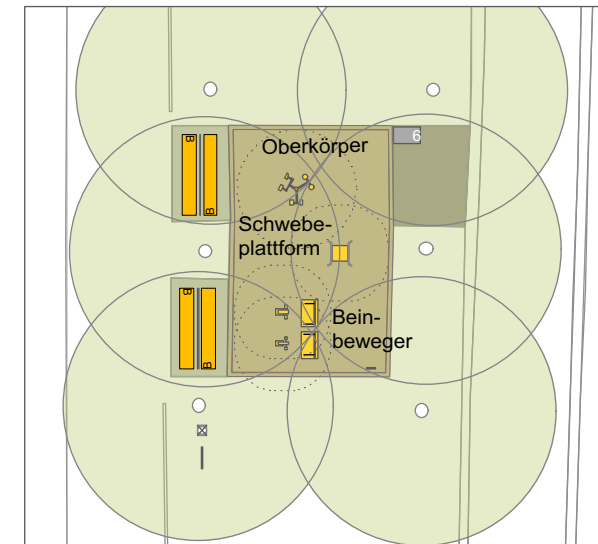 B
B
6
Oberkörper
Schwebe-
plattform
B
B
Bein-
beweger